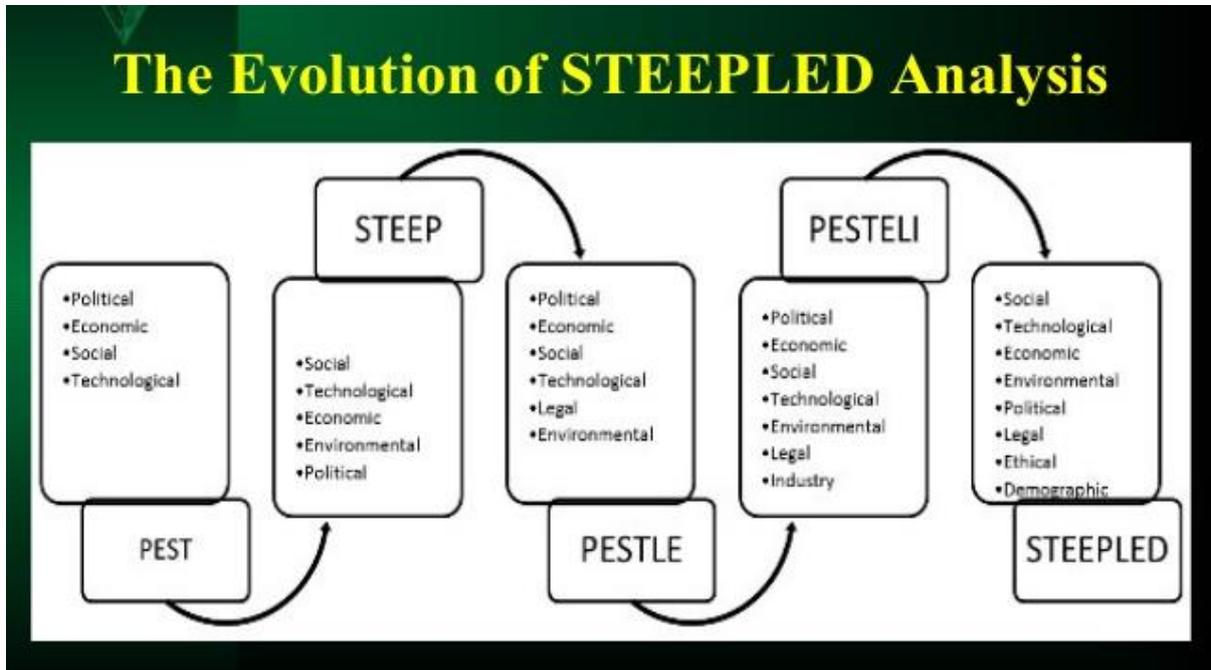 The Evolution of STEEPLED Analysis
•Political
•Economic
•Social
•Technological
PEST
STEEP
•Social
•Technological
•Economic
•Environmental
•Political
•Political
•Economic
•Social
•Technological
•Legal
•Environmental
PESTLE
PESTELI
•Political
•Economic
•Social
•Technological
•Environmental
•Legal
•Industry
•Social
•Technological
•Economic
•Environmental
•Political
•Legal
•Ethical
•Demographic
STEEPLED